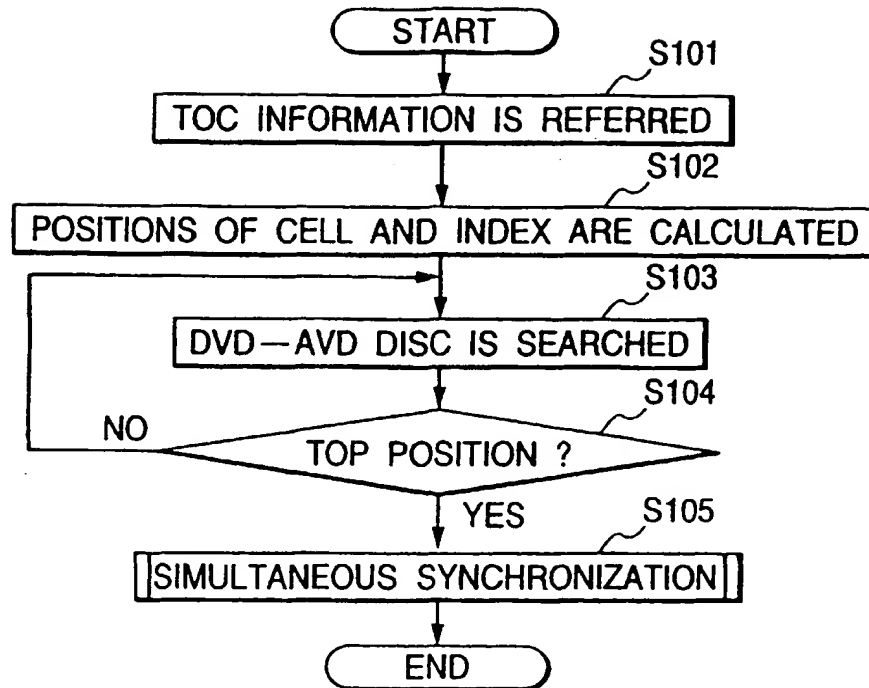 START
S101
TOC INFORMATION IS REFERRED
S102
POSITIONS OF CELL AND INDEX ARE CALCULATED
S103
DVD—AVD DISC IS SEARCHED
S104
NO
TOP POSITION ?
YES
S105
SIMULTANEOUS SYNCHRONIZATION
END